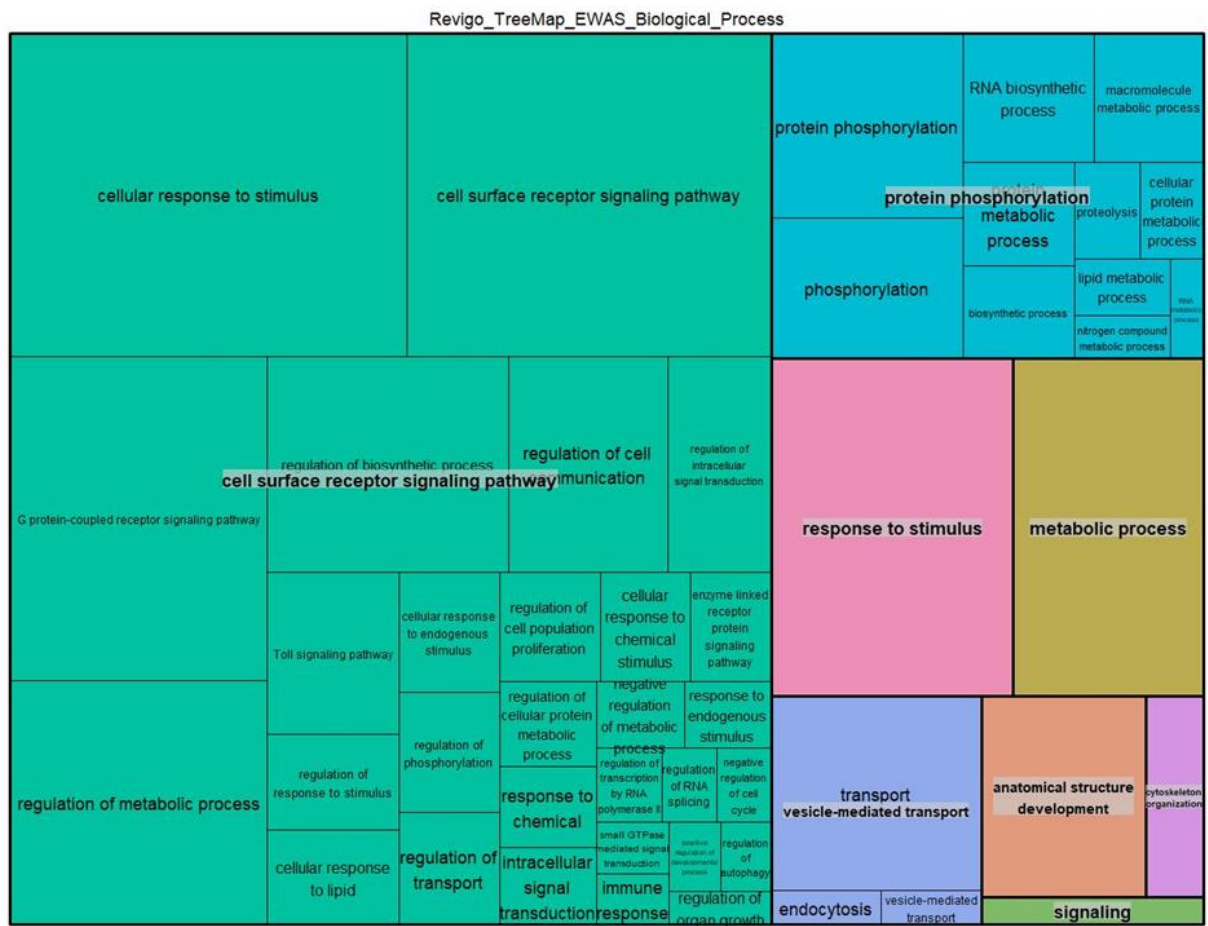 Revigo_TreeMap_EWAS_Biological_Process
cellular response to stimulus
cell surface receptor signaling pathway
G protein-coupled receptor signaling pathway
regulation of biosynthetic process
cell surface receptor signaling pathway
regulation of cell
communication
regulation of
intracellular
signal transduction
regulation of metabolic process
Toll signaling pathway
regulation of
response to stimulus
cellular response
to lipid
cellular response
to endogenous
stimulus
regulation of
phosphorylation
regulation of
transport
regulation of
cell population
proliferation
cellular
response to
chemical
stimulus
enzyme linked
receptor
protein
signaling
pathway
regulation of
cellular protein
metabolic
process
negative
regulation
of metabolic
process
response to
endogenous
stimulus
response to
chemical
regulation of
transcription
by RNA
polymerase II
regulation
of RNA
splicing
negative
regulation
of cell
cycle
intracellular
signal
transduction
small GTPase
mediated signal
transduction
positive
regulation of
developmental
process
regulation
of
autophagy
immune
response
regulation of
organ growth
protein phosphorylation
RNA biosynthetic
process
macromolecule
metabolic process
phosphorylation
protein
metabolic
process
protein phosphorylation
proteolysis
cellular
protein
metabolic
process
biosynthetic process
lipid metabolic
process
nitrogen compound
metabolic process
RNA
metabolic
process
response to stimulus
metabolic process
transport
vesicle-mediated transport
endocytosis
vesicle-mediated
transport
anatomical structure
development
cytoskeleton
organization
signaling